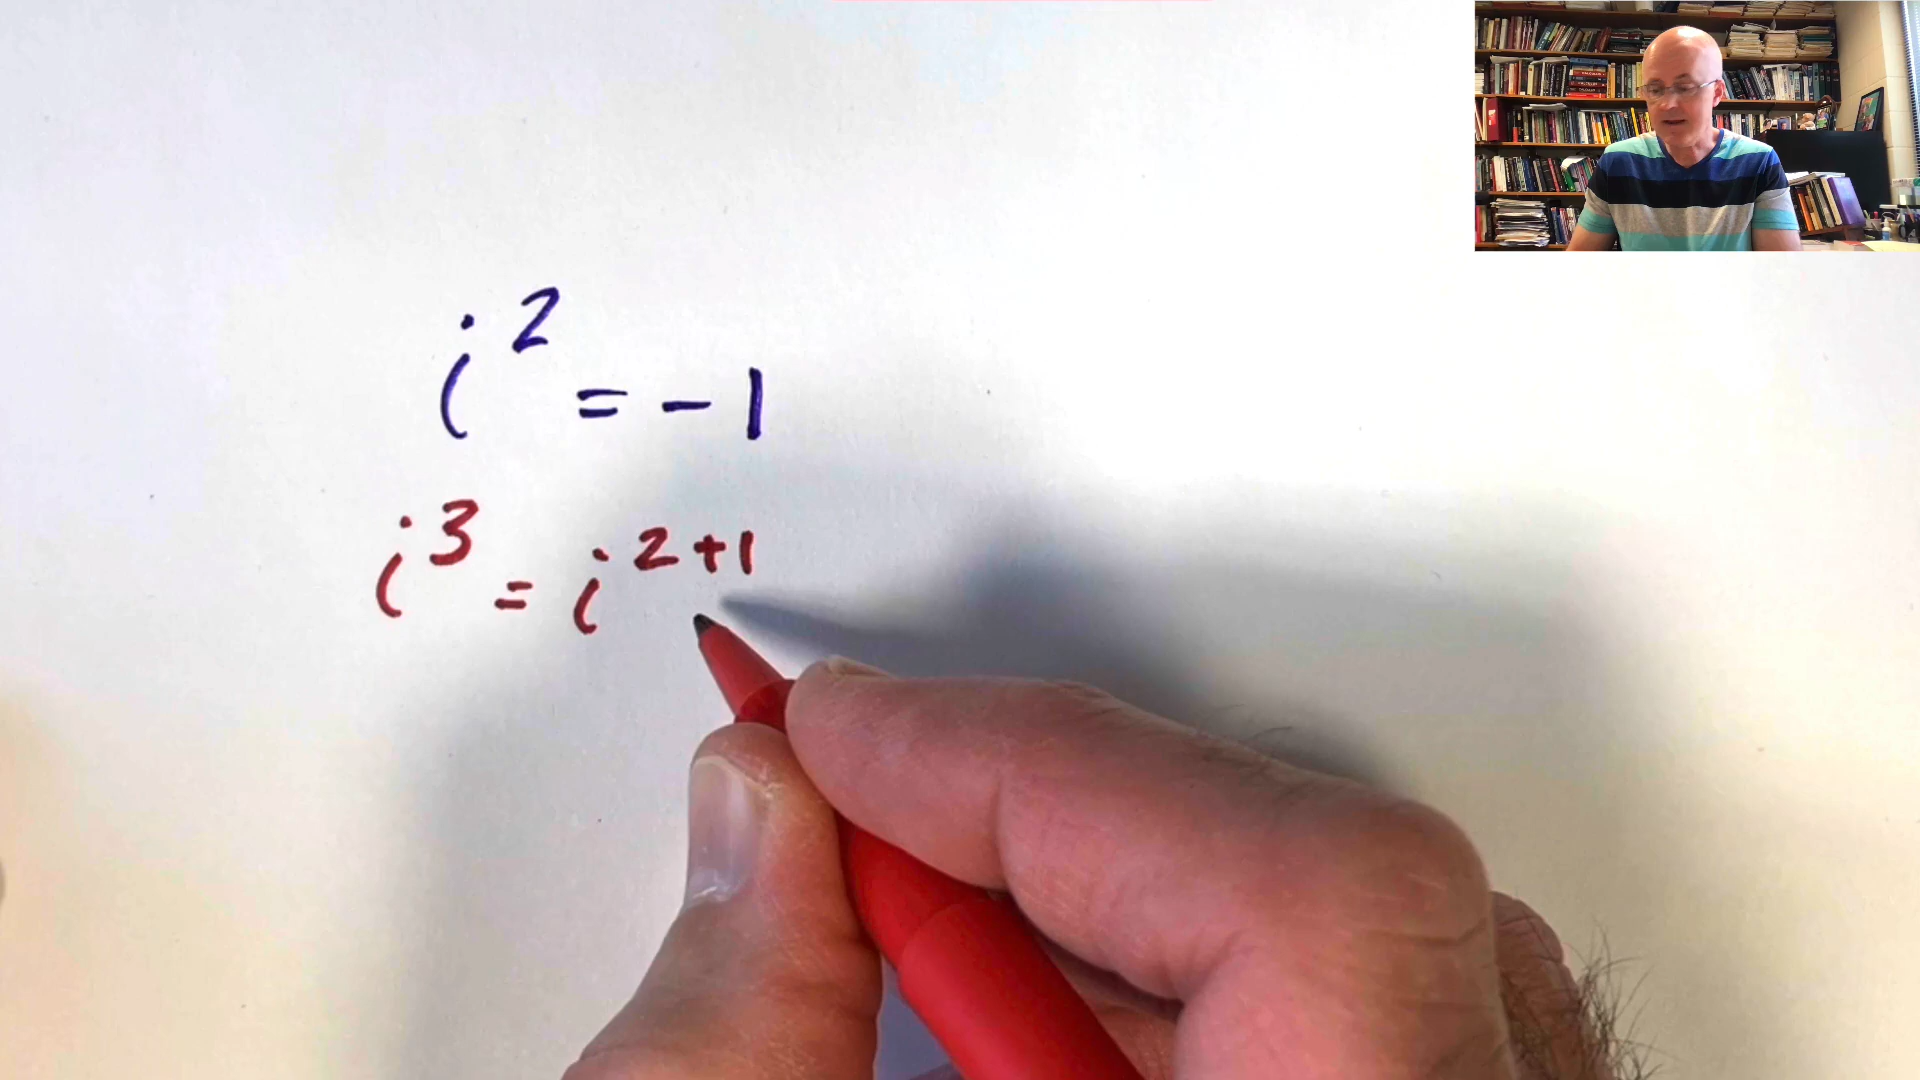 i² = -1
i³ = i²⁺¹